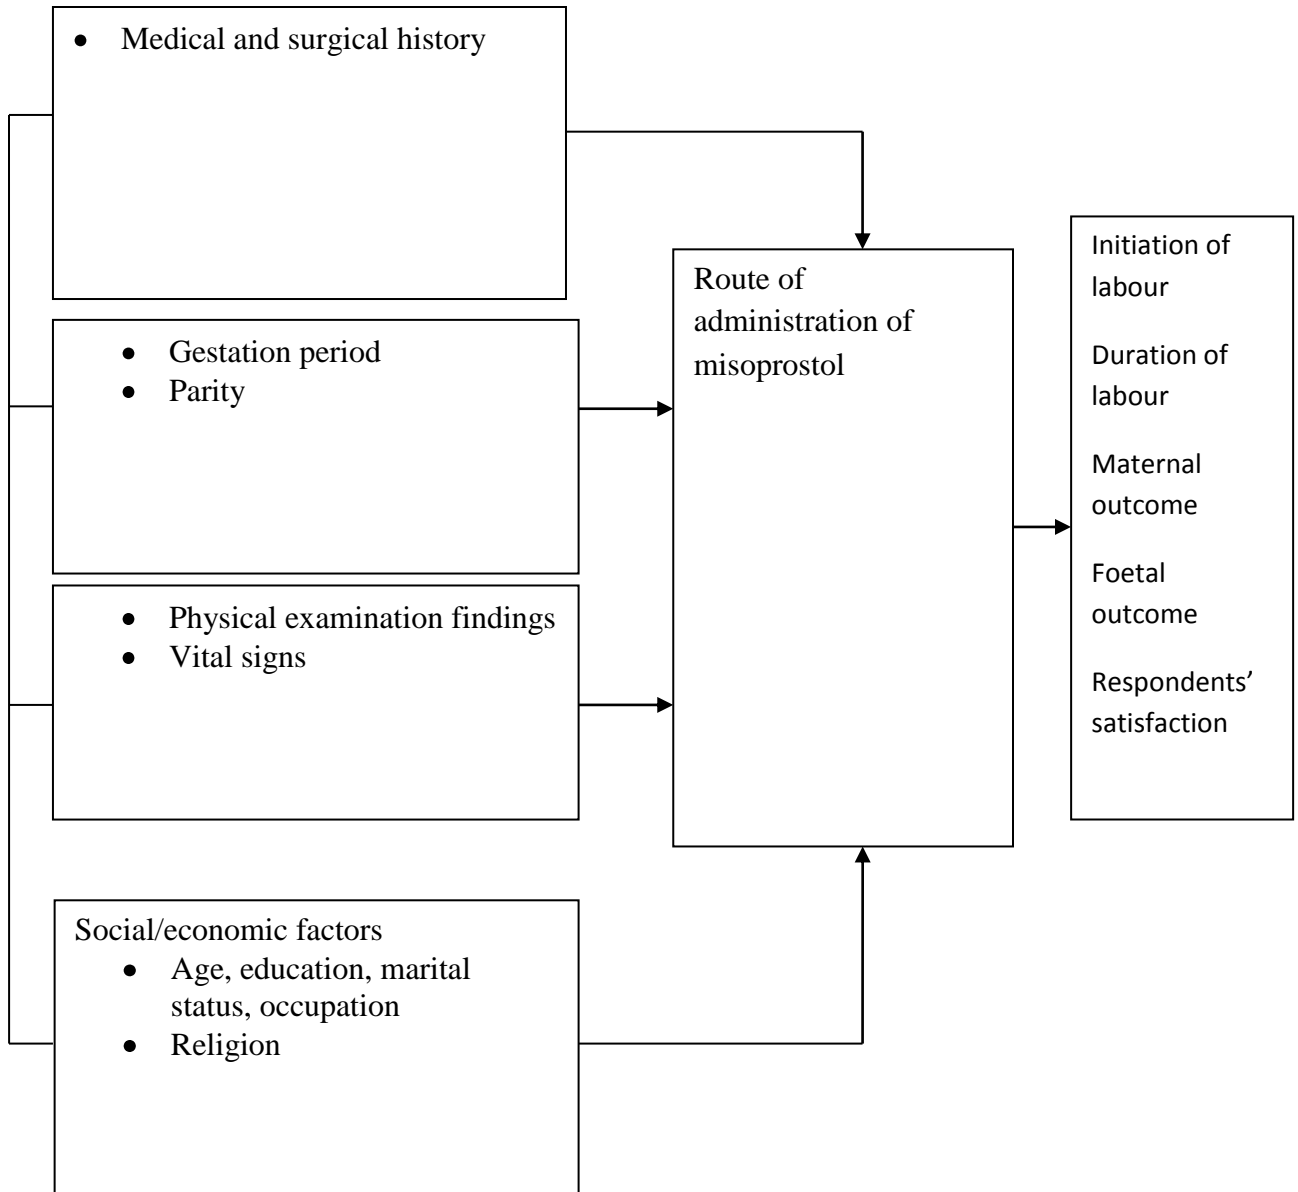 • Medical and surgical history
• Gestation period
• Parity
• Physical examination findings
• Vital signs
Social/economic factors
• Age, education, marital
status, occupation
• Religion
Route of
administration of
misoprostol
Initiation of
labour
Duration of
labour
Maternal
outcome
Foetal
outcome
Respondents’
satisfaction